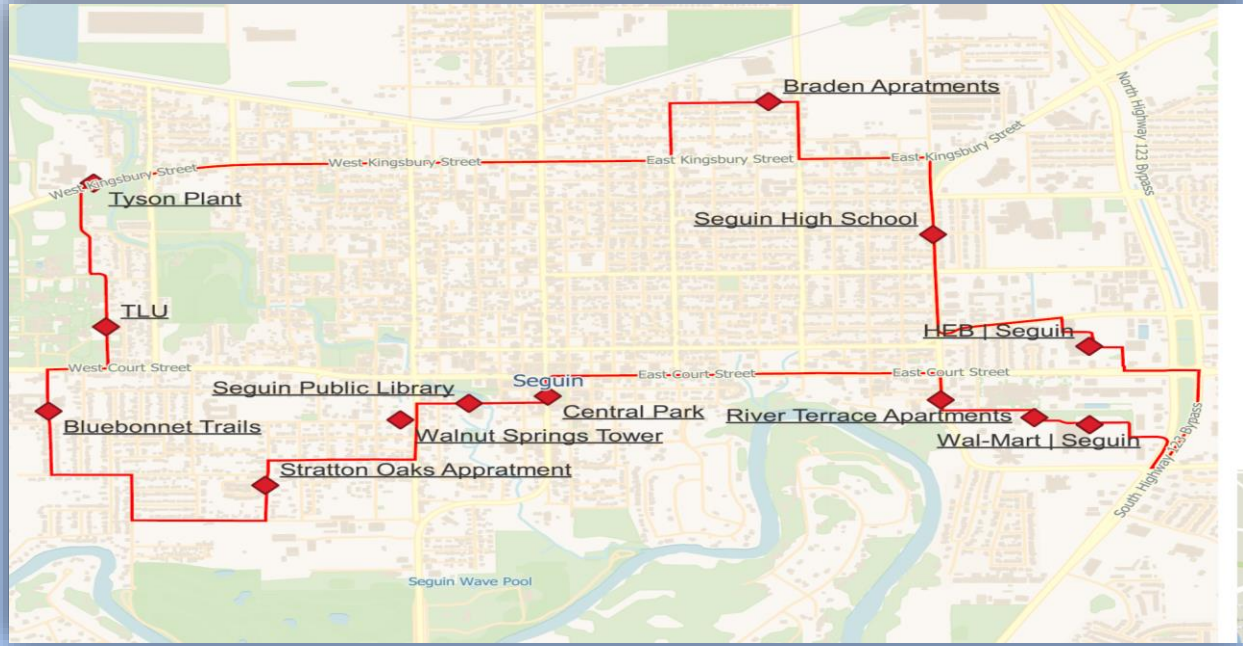 Braden Apratments
North Highway 123 Bypass
West Kingsbury Street
West Kingsbury Street
East Kingsbury Street
East Kingsbury Street
Tyson Plant
Seguin High School
TLU
HEB | Seguin
West Court Street
Seguin Public Library
Seguin
East Court Street
East Court Street
Bluebonnet Trails
Walnut Springs Tower
Central Park
River Terrace Apartments
Wal-Mart | Seguin
Stratton Oaks Appratment
South Highway 123 Bypass
Seguin Wave Pool